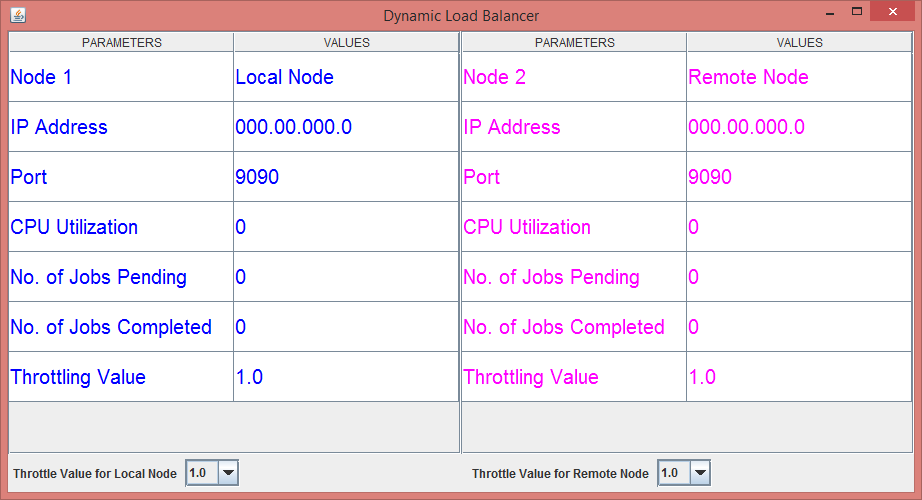 Dynamic Load Balancer
PARAMETERS VALUES PARAMETERS VALUES
Node 1 Local Node Node 2 Remote Node
IP Address 000.00.000.0 IP Address 000.00.000.0
Port 9090 Port 9090
CPU Utilization 0 CPU Utilization 0
No. of Jobs Pending 0 No. of Jobs Pending 0
No. of Jobs Completed 0 No. of Jobs Completed 0
Throttling Value 1.0 Throttling Value 1.0
Throttle Value for Local Node 1.0 Throttle Value for Remote Node 1.0